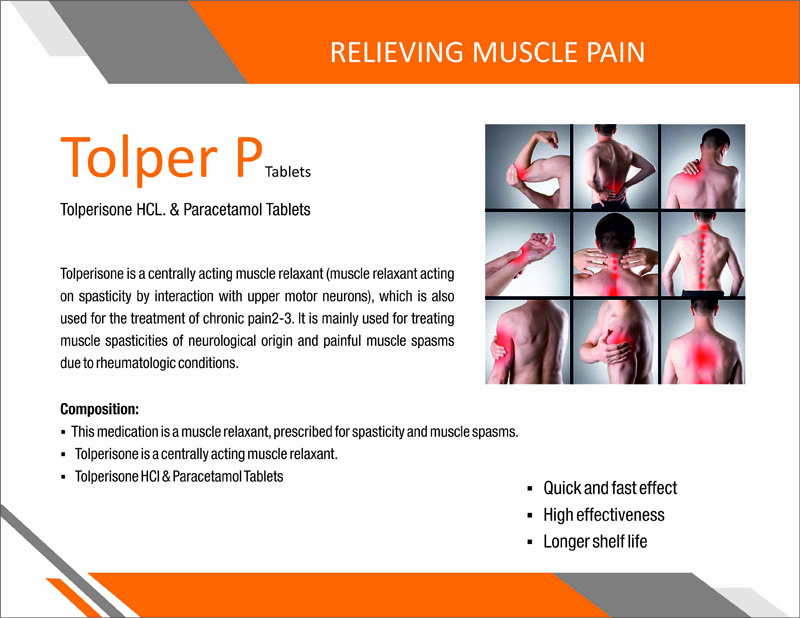 RELIEVING MUSCLE PAIN
Tolper P Tablets
Tolperisone HCL. & Paracetamol Tablets
Tolperisone is a centrally acting muscle relaxant (muscle relaxant acting
on spasticity by interaction with upper motor neurons), which is also
used for the treatment of chronic pain2-3. It is mainly used for treating
muscle spasticities of neurological origin and painful muscle spasms
due to rheumatologic conditions.
Composition:
▪ This medication is a muscle relaxant, prescribed for spasticity and muscle spasms.
▪ Tolperisone is a centrally acting muscle relaxant.
▪ Tolperisone HCl & Paracetamol Tablets
▪ Quick and fast effect
▪ High effectiveness
▪ Longer shelf life